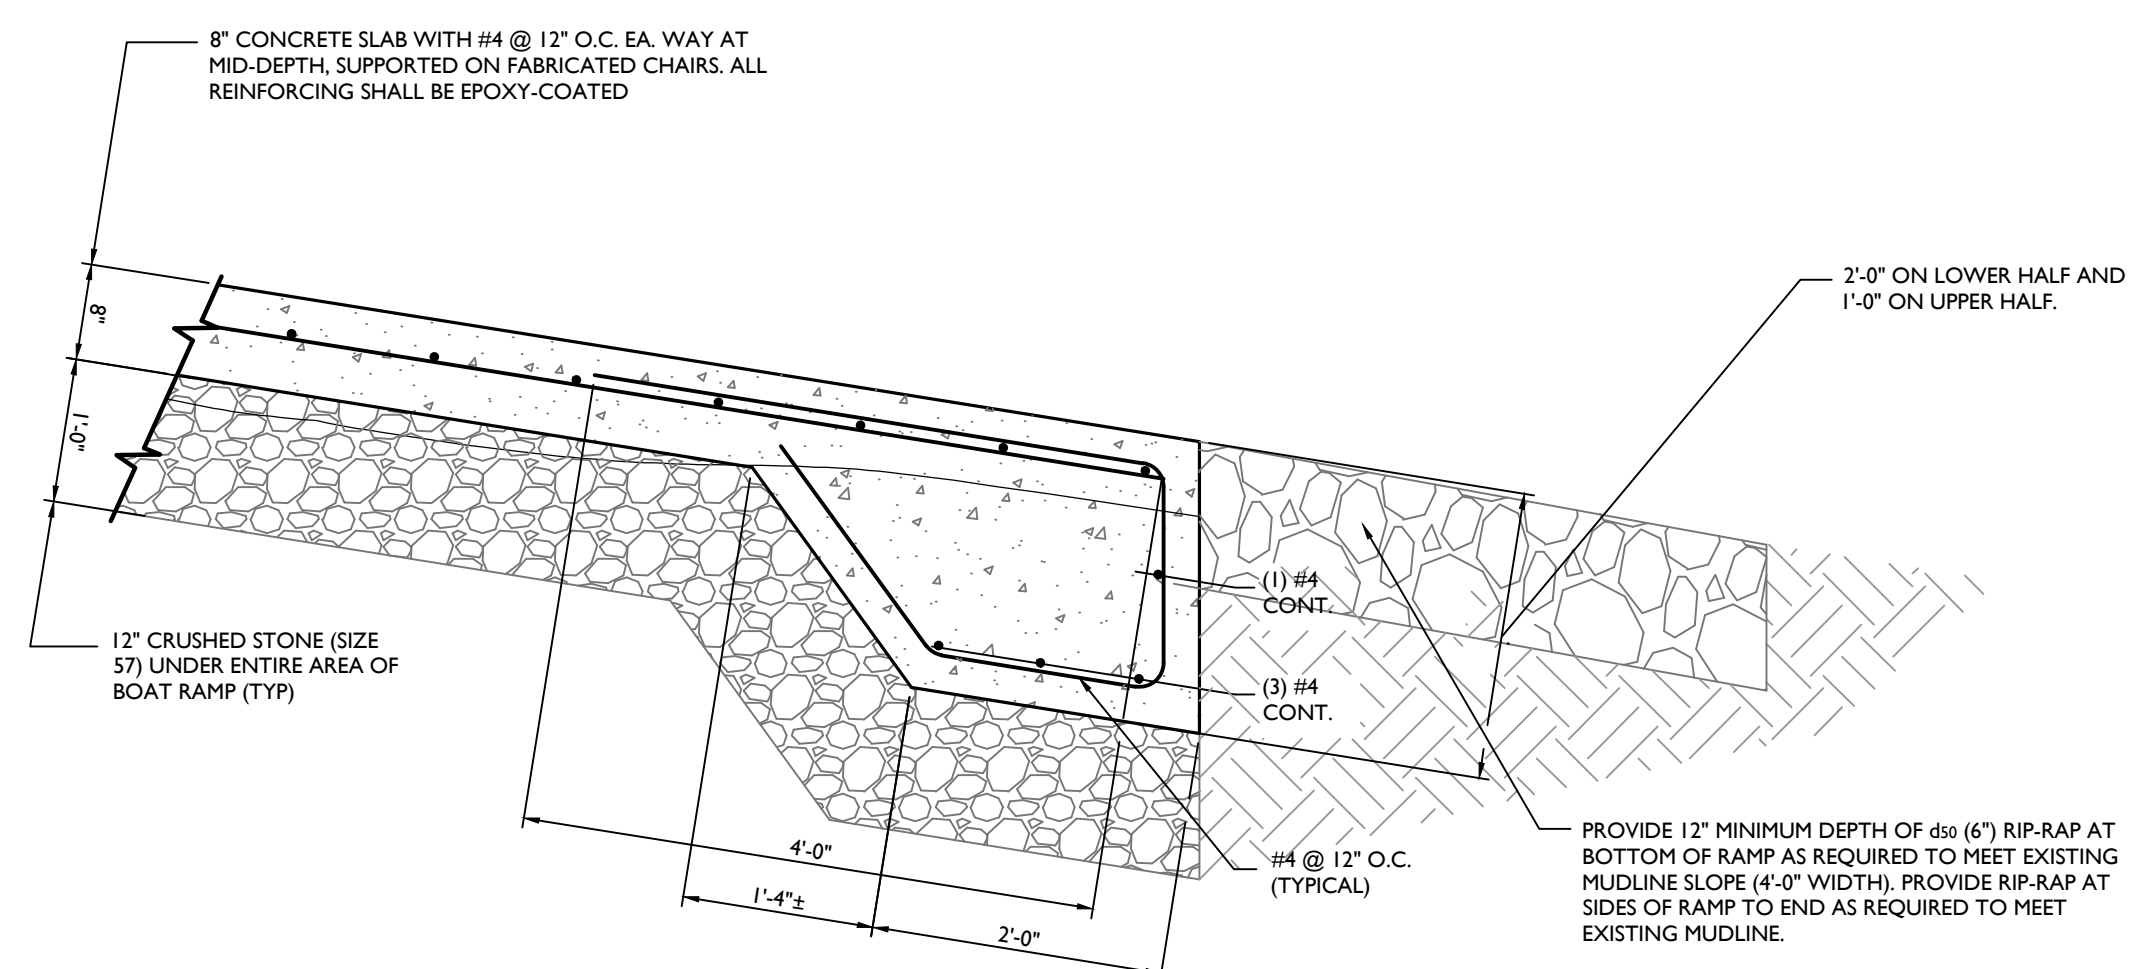 8" CONCRETE SLAB WITH #4 @ 12" O.C. EA. WAY AT
MID-DEPTH, SUPPORTED ON FABRICATED CHAIRS. ALL
REINFORCING SHALL BE EPOXY-COATED
2'-0" ON LOWER HALF AND
1'-0" ON UPPER HALF.
8"
1'-0"
(1) #4
CONT.
12" CRUSHED STONE (SIZE
57) UNDER ENTIRE AREA OF
BOAT RAMP (TYP)
(3) #4
CONT.
4'-0"
1'-4"±
2'-0"
#4 @ 12" O.C.
(TYPICAL)
PROVIDE 12" MINIMUM DEPTH OF d50 (6") RIP-RAP AT
BOTTOM OF RAMP AS REQUIRED TO MEET EXISTING
MUDLINE SLOPE (4'-0" WIDTH). PROVIDE RIP-RAP AT
SIDES OF RAMP TO END AS REQUIRED TO MEET
EXISTING MUDLINE.